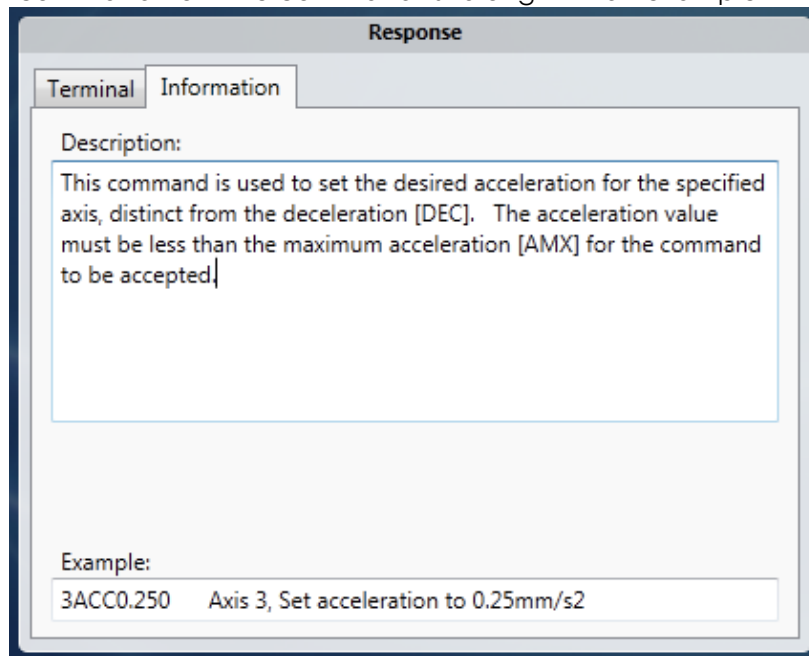 Response
Terminal
Information
Description:
This command is used to set the desired acceleration for the specified
axis, distinct from the deceleration [DEC].   The acceleration value
must be less than the maximum acceleration [AMX] for the command
to be accepted.
Example:
3ACC0.250      Axis 3, Set acceleration to 0.25mm/s2